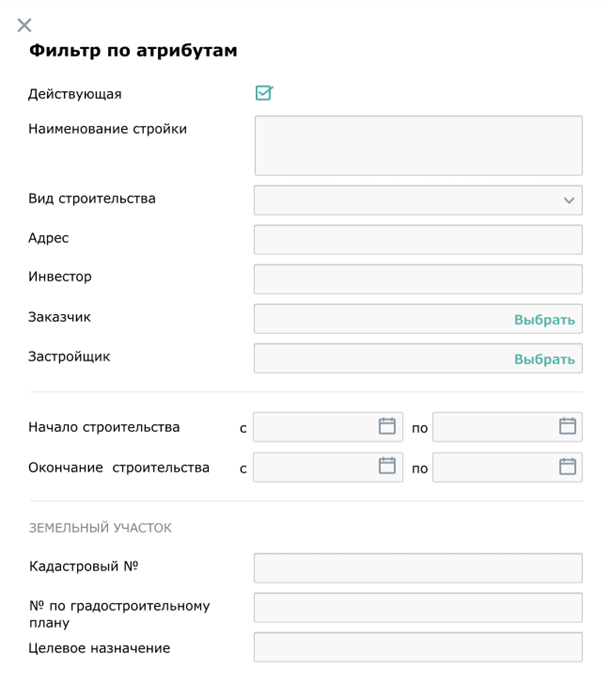 Фильтр по атрибутам
Действующая
Наименование стройки
Вид строительства
Адрес
Инвестор
Заказчик Выбрать
Застройщик Выбрать
Начало строительства с по
Окончание строительства с по
ЗЕМЕЛЬНЫЙ УЧАСТОК
Кадастровый №
№ по градостроительному
плану
Целевое назначение